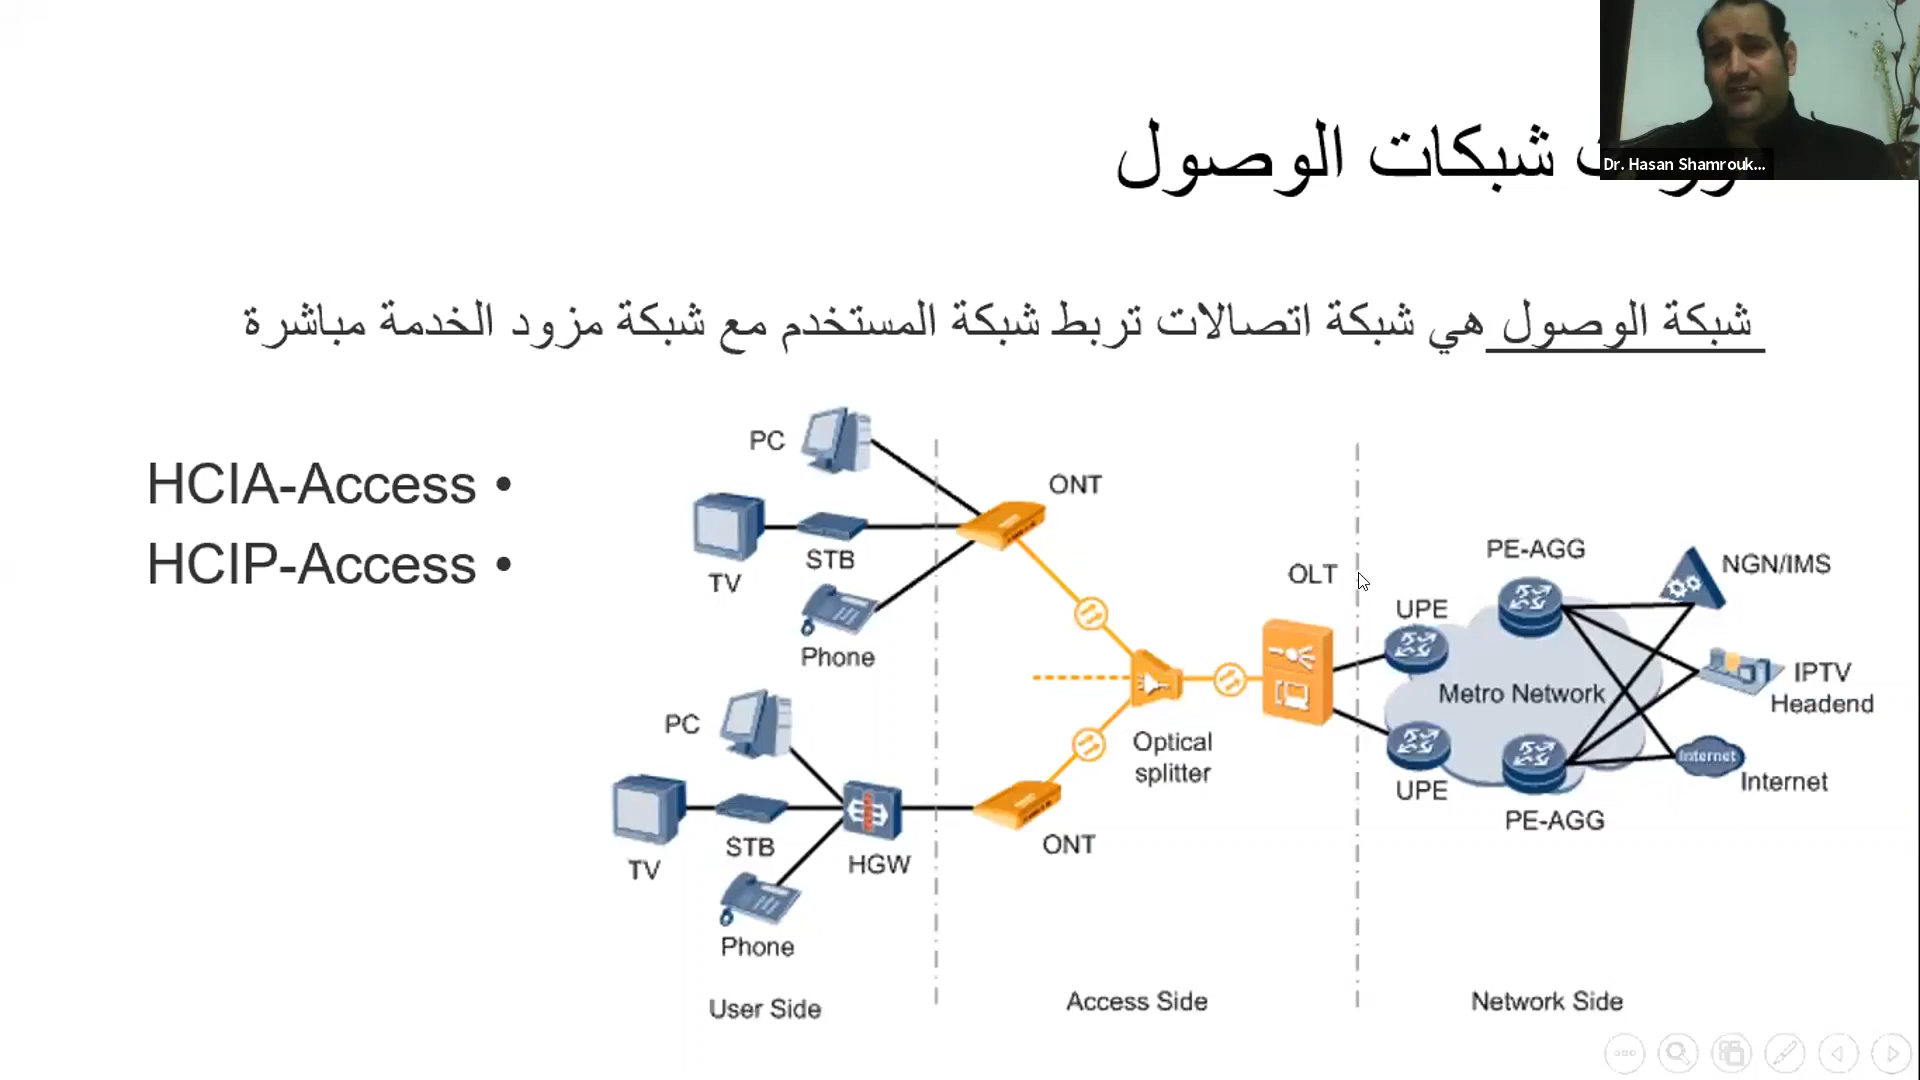 Dr. Hasan Shamrouk...
شبكات الوصول
شبكة الوصول هي شبكة اتصالات تربط شبكة المستخدم مع شبكة مزود الخدمة مباشرة
HCIA-Access •
HCIP-Access •
PC
ONT
TV
STB
Phone
OLT
PE-AGG
NGN/IMS
UPE
Metro Network
IPTV
Headend
PC
Optical
splitter
Internet
Internet
UPE
PE-AGG
TV
STB
HGW
ONT
Phone
User Side
Access Side
Network Side